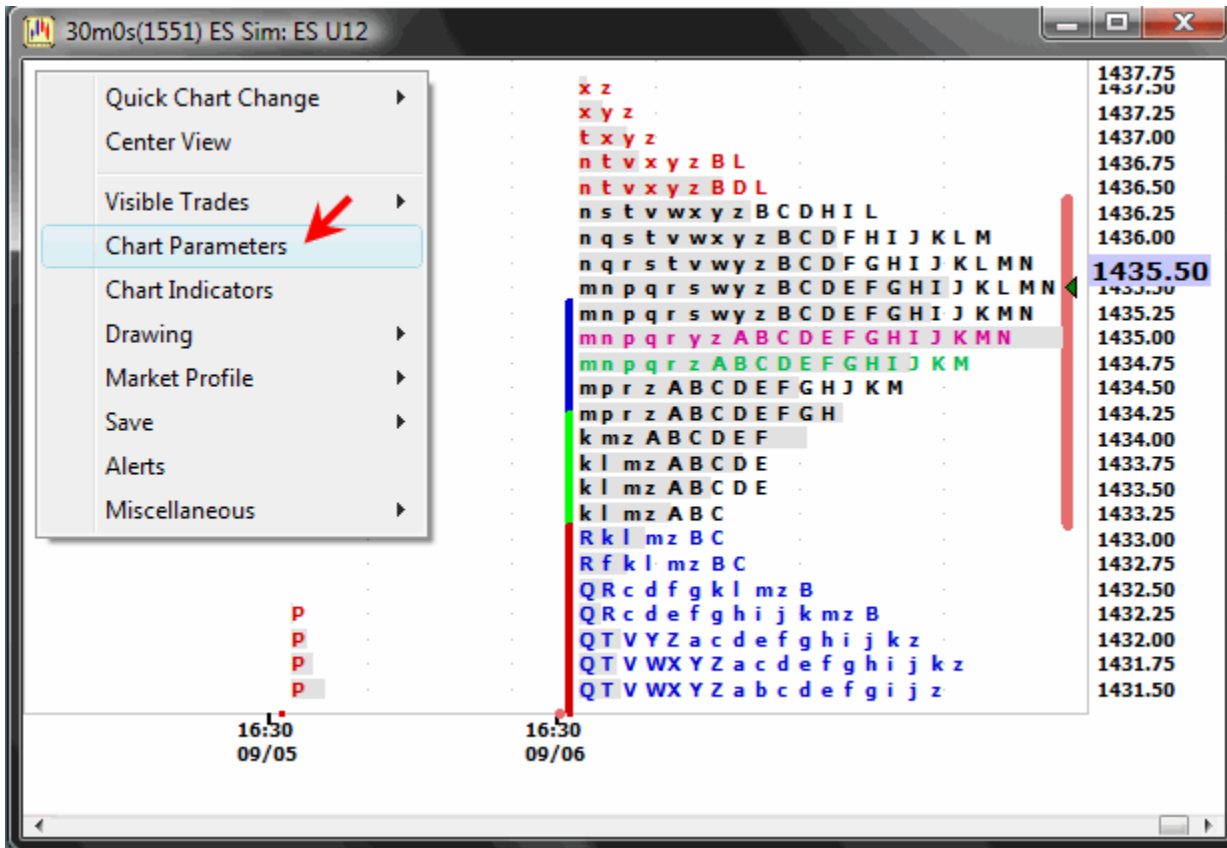 30m0s(1551) ES Sim: ES U12
Quick Chart Change
Center View
Visible Trades
Chart Parameters
Chart Indicators
Drawing
Market Profile
Save
Alerts
Miscellaneous
x z
x y z
t x y z
n t v x y z B L
n t v x y z B D L
n s t v w x y z B C D H I L
n q s t v w x y z B C D F H I J K L M
n q r s t v w y z B C D F G H I J K L M N
m n p q r s w y z B C D E F G H I J K L M N
m n p q r s w y z B C D E F G H I J K M N
m n p q r y z A B C D E F G H I J K M N
m n p q r z A B C D E F G H I J K M
m p r z A B C D E F G H J K M
m p r z A B C D E F G H
k m z A B C D E F
k l m z A B C D E
k l m z A B C D E
k l m z A B C
R k l m z B C
R f k l m z B C
Q R c d f g k l m z B
P Q R c d e f g h i j k m z B
P Q T V Y Z a c d e f g h i j k z
P Q T V W X Y Z a c d e f g h i j k z
P Q T V W X Y Z a b c d e f g i j z
1437.75
1437.50
1437.25
1437.00
1436.75
1436.50
1436.25
1436.00
1435.50
1435.50
1435.25
1435.00
1434.75
1434.50
1434.25
1434.00
1433.75
1433.50
1433.25
1433.00
1432.75
1432.50
1432.25
1432.00
1431.75
1431.50
16:30 16:30
09/05 09/06